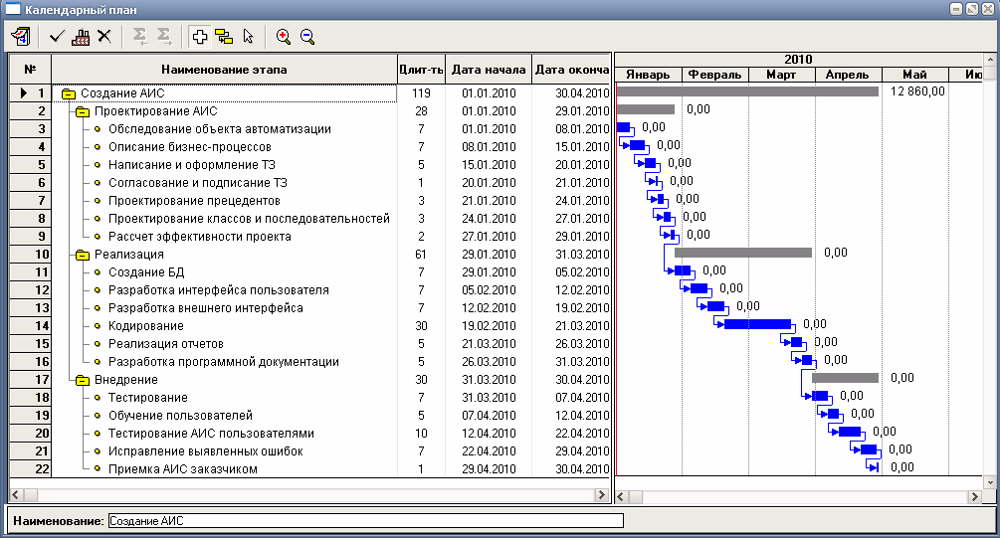 Календарный план
№ Наименование этапа Длит-ть Дата начала Дата оконча
2010
Январь Февраль Март Апрель Май Ию
1 Создание АИС 119 01.01.2010 30.04.2010 12 860,00
2 Проектирование АИС 28 01.01.2010 29.01.2010 0,00
3 Обследование объекта автоматизации 7 01.01.2010 08.01.2010 0,00
4 Описание бизнес-процессов 7 08.01.2010 15.01.2010 0,00
5 Написание и оформление ТЗ 5 15.01.2010 20.01.2010 0,00
6 Согласование и подписание ТЗ 1 20.01.2010 21.01.2010 0,00
7 Проектирование прецедентов 3 21.01.2010 24.01.2010 0,00
8 Проектирование классов и последовательностей 3 24.01.2010 27.01.2010 0,00
9 Рассчет эффективности проекта 2 27.01.2010 29.01.2010 0,00
10 Реализация 61 29.01.2010 31.03.2010 0,00
11 Создание БД 7 29.01.2010 05.02.2010 0,00
12 Разработка интерфейса пользователя 7 05.02.2010 12.02.2010 0,00
13 Разработка внешнего интерфейса 7 12.02.2010 19.02.2010 0,00
14 Кодирование 30 19.02.2010 21.03.2010 0,00
15 Реализация отчетов 5 21.03.2010 26.03.2010 0,00
16 Разработка программной документации 5 26.03.2010 31.03.2010 0,00
17 Внедрение 30 31.03.2010 30.04.2010 0,00
18 Тестирование 7 31.03.2010 07.04.2010 0,00
19 Обучение пользователей 5 07.04.2010 12.04.2010 0,00
20 Тестирование АИС пользователями 10 12.04.2010 22.04.2010 0,00
21 Исправление выявленных ошибок 7 22.04.2010 29.04.2010 0,00
22 Приемка АИС заказчиком 1 29.04.2010 30.04.2010 0,00
Наименование: Создание АИС